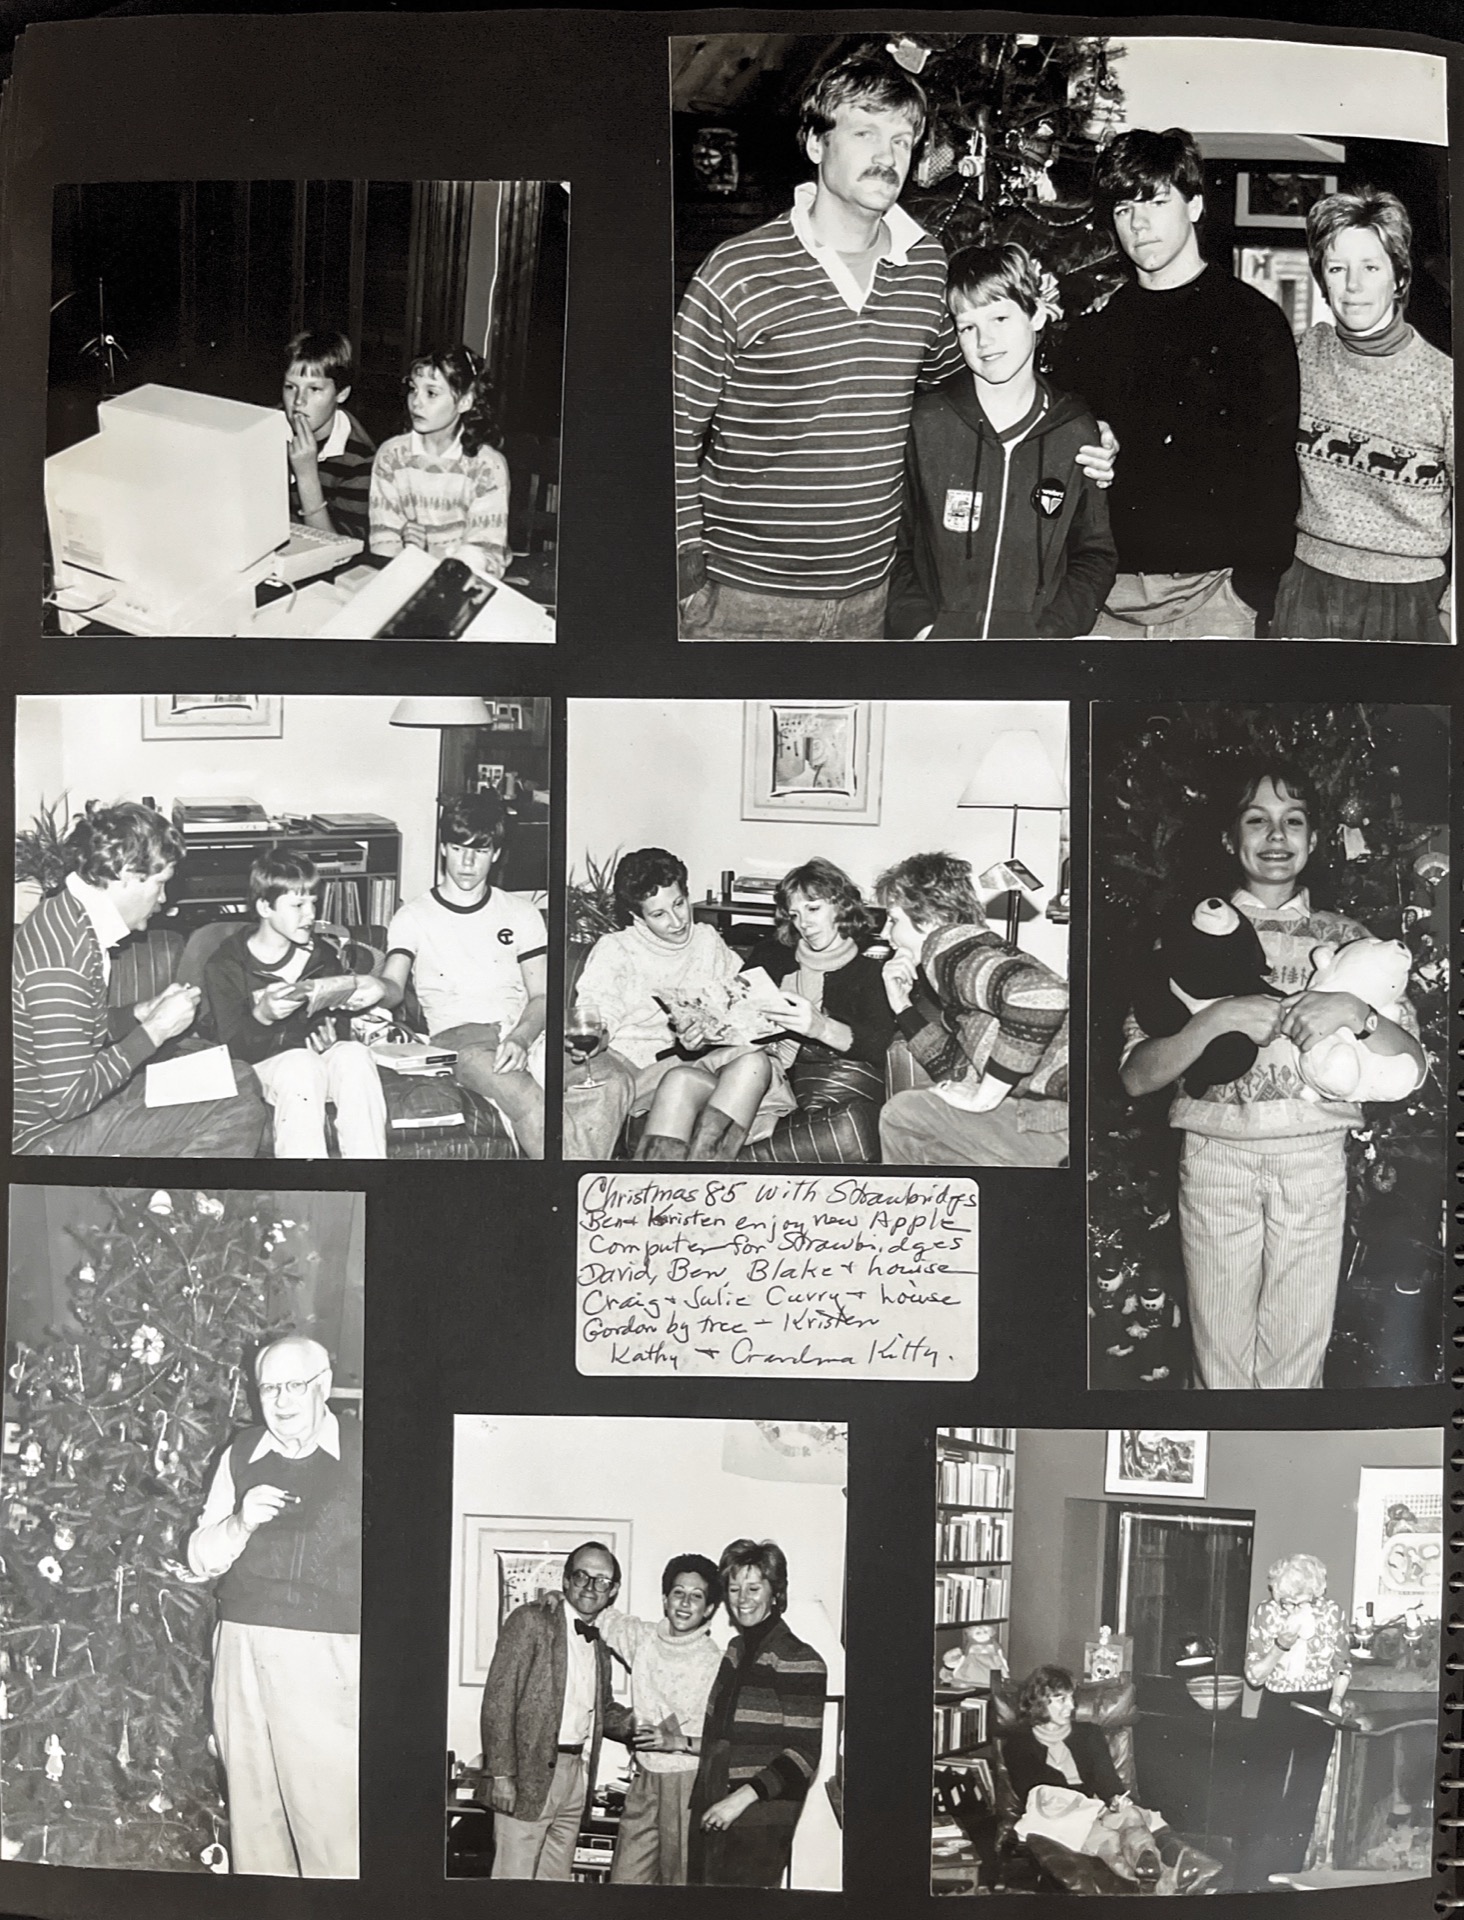 Christmas 85 with Strawbridges
Ben + Kristen enjoy new Apple
Computer for Strawbridges
David, Ben, Blake + Louise
Craig + Julie Curry + Louise
Gordon by tree - Kristen
Kathy + Grandma Kitty.